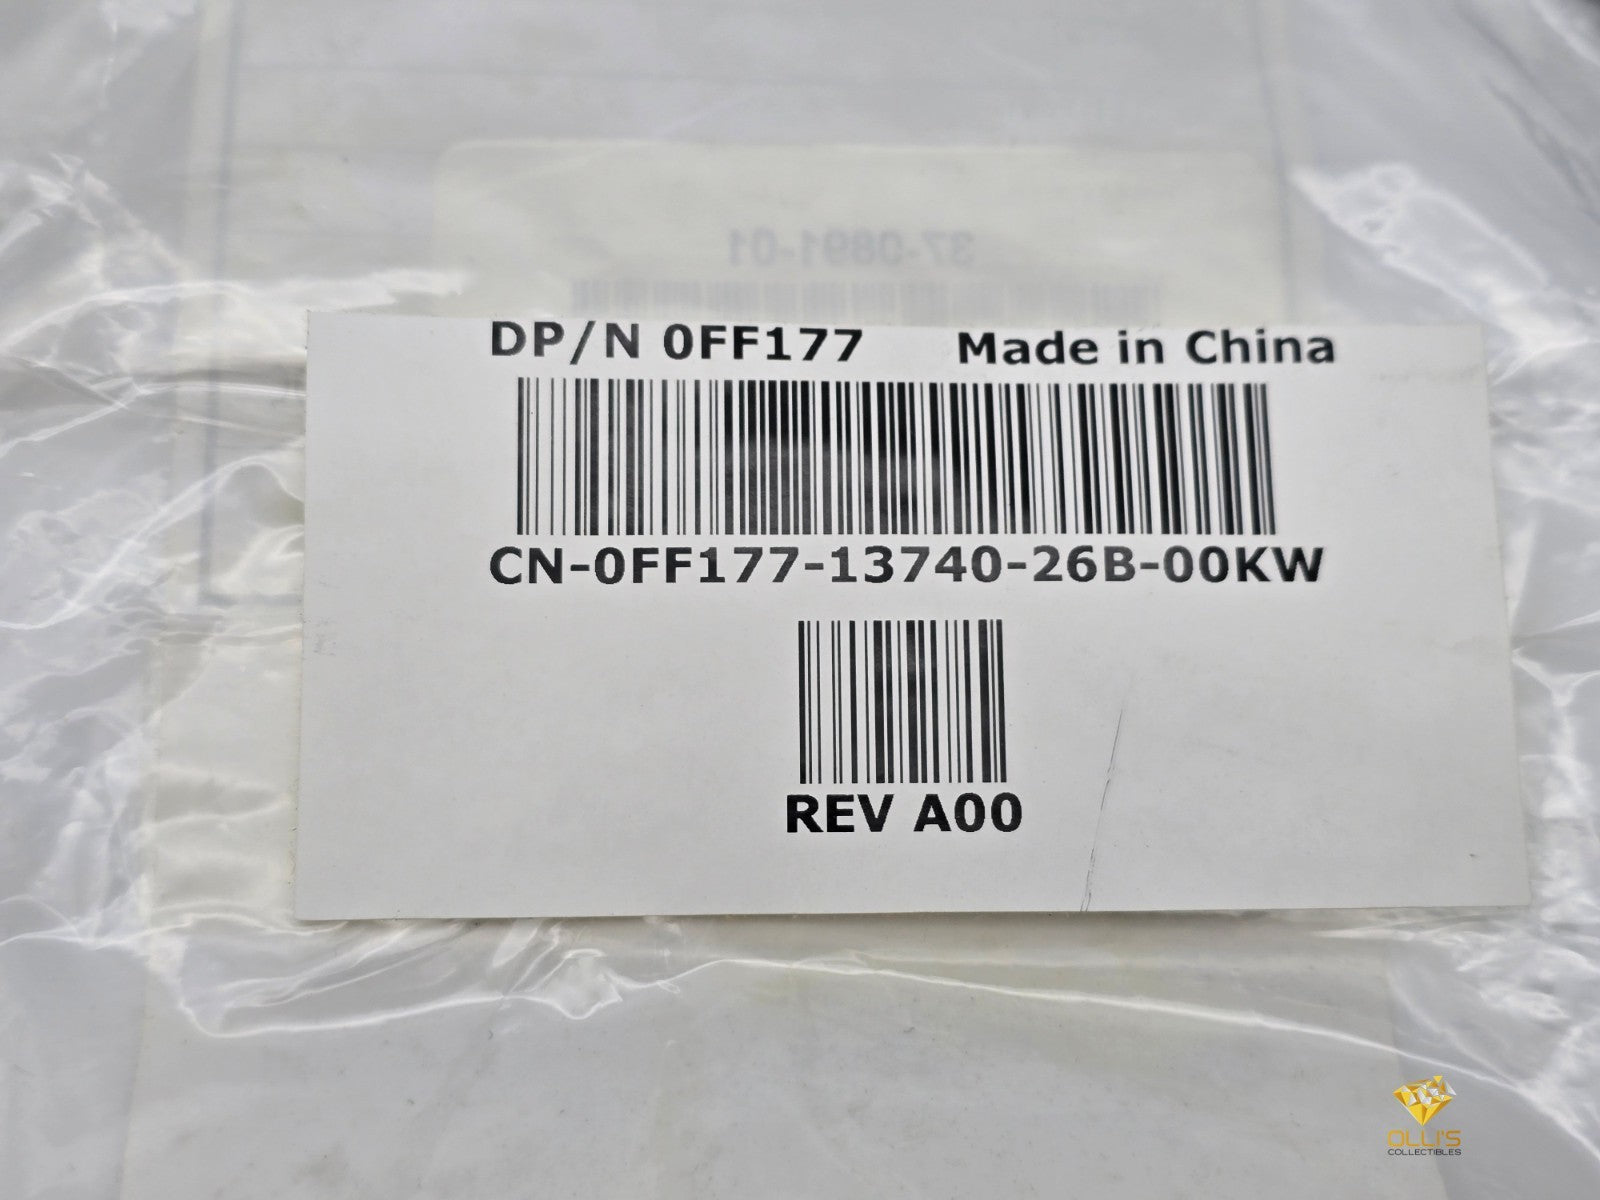 37-0891-01
DP/N 0FF177 Made in China
CN-0FF177-13740-26B-00KW
REV A00
OLLI'S
COLLECTIBLES